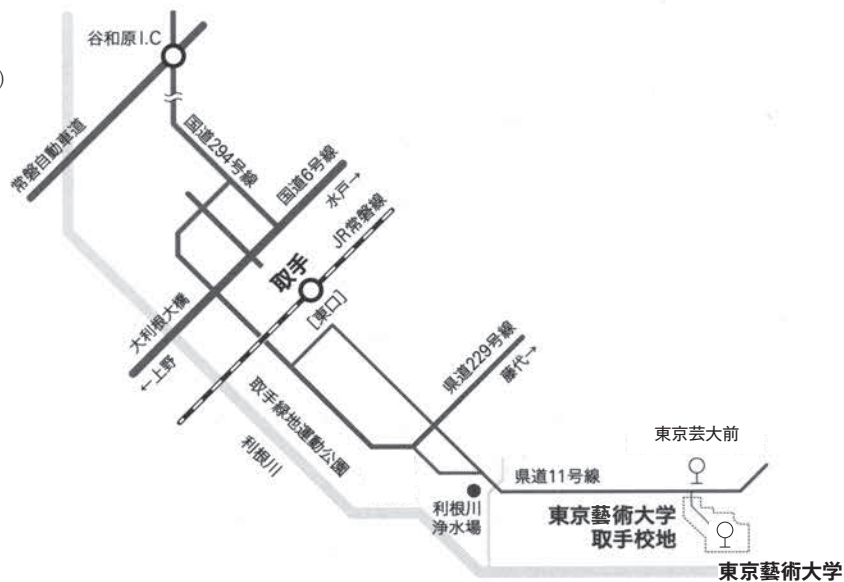 谷和原I.C
)
常磐自動車道
国道294号線
国道6号線
水戸→
JR常磐線
取手
[東口]
大利根大橋
←上野
県道229号線
藤代→
取手緑地運動公園
利根川
東京芸大前
県道11号線
利根川
浄水場
東京藝術大学
取手校地
東京藝術大学